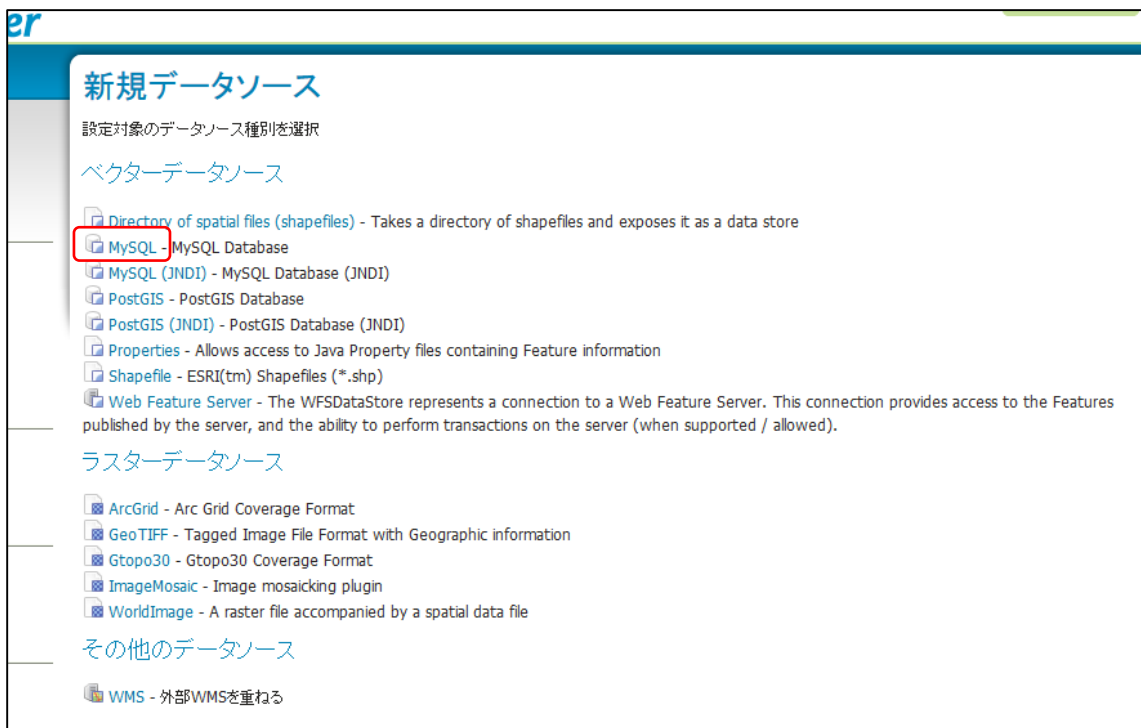 er
新規データソース
設定対象のデータソース種別を選択
ベクターデータソース
Directory of spatial files (shapefiles) - Takes a directory of shapefiles and exposes it as a data store
MySQL - MySQL Database
MySQL (JNDI) - MySQL Database (JNDI)
PostGIS - PostGIS Database
PostGIS (JNDI) - PostGIS Database (JNDI)
Properties - Allows access to Java Property files containing Feature information
Shapefile - ESRI(tm) Shapefiles (*.shp)
Web Feature Server - The WFSDataStore represents a connection to a Web Feature Server. This connection provides access to the Features
published by the server, and the ability to perform transactions on the server (when supported / allowed).
ラスターデータソース
ArcGrid - Arc Grid Coverage Format
GeoTIFF - Tagged Image File Format with Geographic information
Gtopo30 - Gtopo30 Coverage Format
ImageMosaic - Image mosaicking plugin
WorldImage - A raster file accompanied by a spatial data file
その他のデータソース
WMS - 外部WMSを重ねる